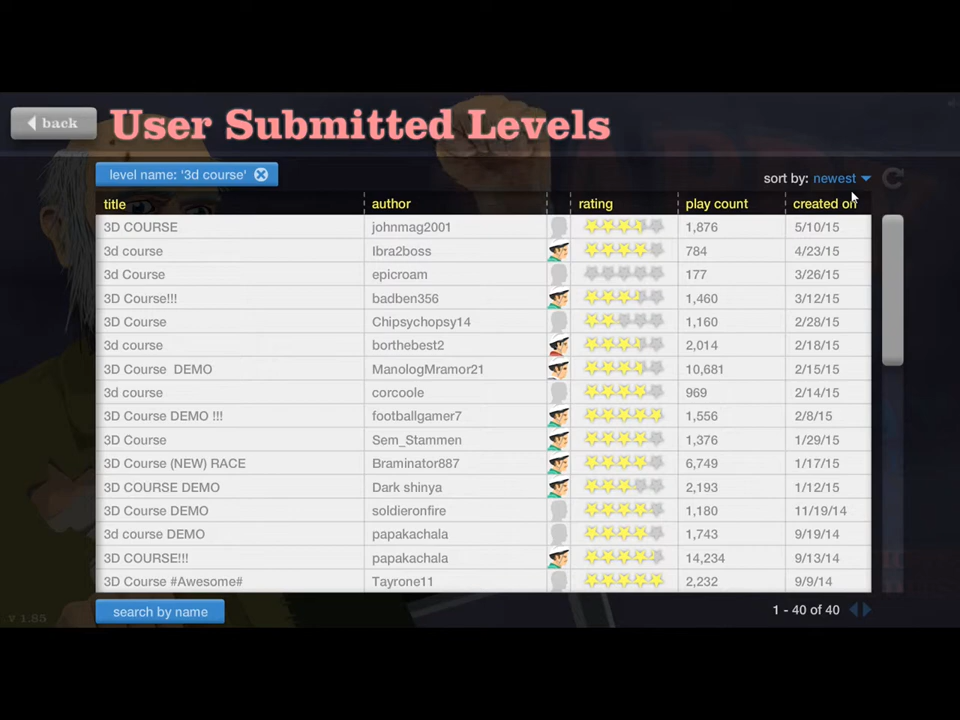 back
User Submitted Levels
level name: '3d course'
sort by: newest
title author rating play count created on
3D COURSE johnmag2001 1,876 5/10/15
3d course Ibra2boss 784 4/23/15
3d Course epicroam 177 3/26/15
3D Course!!! badben356 1,460 3/12/15
3D Course Chipsychopsy14 1,160 2/28/15
3d course borthebest2 2,014 2/18/15
3D Course DEMO ManologMramor21 10,681 2/15/15
3d course corcoole 969 2/14/15
3D Course DEMO !!! footballgamer7 1,556 2/8/15
3D Course Sem_Stammen 1,376 1/29/15
3D Course (NEW) RACE Braminator887 6,749 1/17/15
3D COURSE DEMO Dark shinya 2,193 1/12/15
3D Course DEMO soldieronfire 1,180 11/19/14
3d course DEMO papakachala 1,743 9/19/14
3D COURSE!!! papakachala 14,234 9/13/14
3D Course #Awesome# Tayrone11 2,232 9/9/14
search by name
1 - 40 of 40
v 1.85